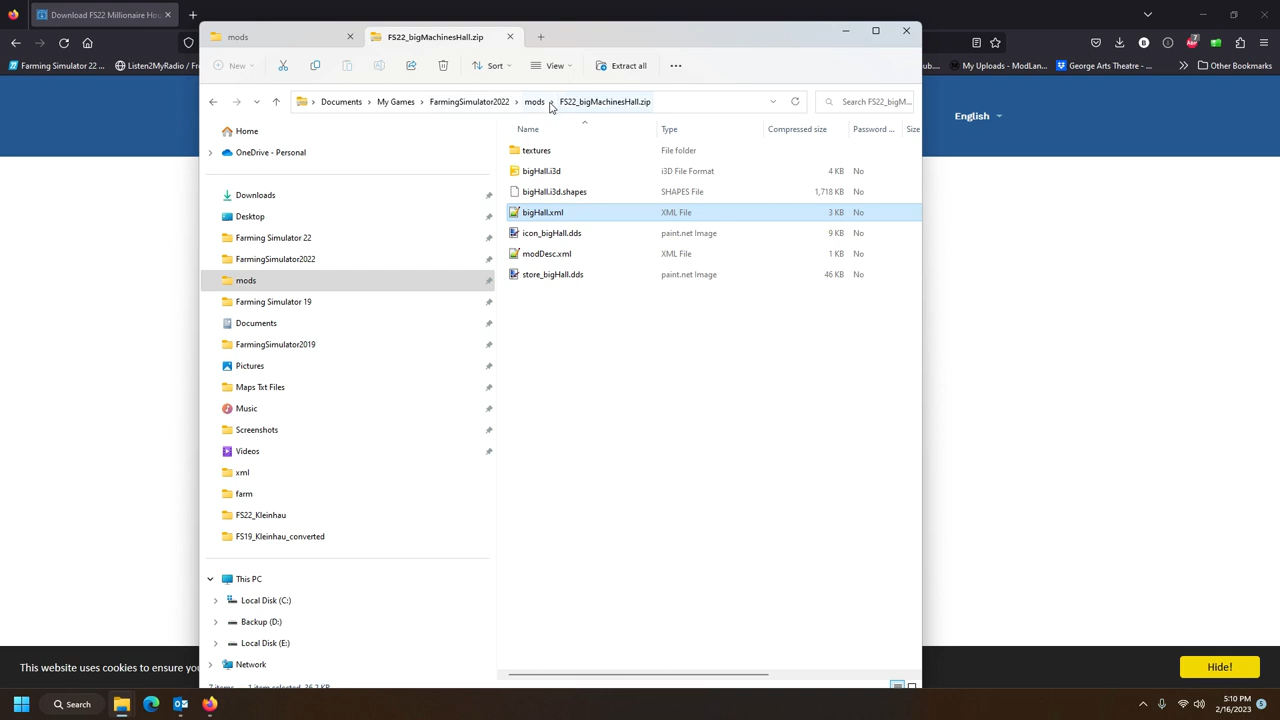 Download FS22 Millionaire Hou
mods
FS22_bigMachinesHall.zip
New
Sort
View
Extract all
Farming Simulator 22 ...
Listen2MyRadio / Fr
Documents
My Games
FarmingSimulator2022
mods
FS22_bigMachinesHall.zip
Search FS22_bigM...
ub...
My Uploads - ModLan...
George Arts Theater -...
Other Bookmarks
English
Name
Type
Compressed size
Password ...
Size
Home
OneDrive - Personal
Downloads
Desktop
Farming Simulator 22
FarmingSimulator2022
mods
Farming Simulator 19
Documents
FarmingSimulator2019
Pictures
Maps Txt Files
Music
Screenshots
Videos
xml
farm
FS22_Kleinhau
FS19_Kleinhau_converted
This PC
Local Disk (C:)
Backup (D:)
Local Disk (E:)
Network
textures
File folder
bigHall.i3d
i3D File Format
4 KB
No
bigHall.i3d.shapes
SHAPES File
1,718 KB
No
bigHall.xml
XML File
3 KB
No
icon_bigHall.dds
paint.net Image
9 KB
No
modDesc.xml
XML File
1 KB
No
store_bigHall.dds
paint.net Image
46 KB
No
This website uses cookies to ensure you
Hide!
Search
5:10 PM
2/16/2023
5